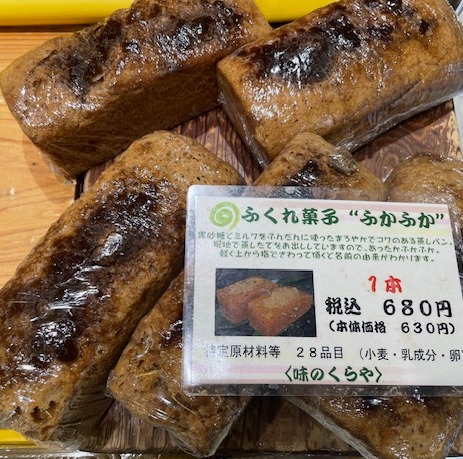 ふくれ菓子 “ふかふか”
黒砂糖とミルクをふんだんに使ったまろやかでコクのある蒸しパン。
現地で蒸したてをお出ししていますので、あったかふかふか。
軽く上から指でさわって頂くと名前の由来がわかります。
1本
税込 680円
(本体価格 630円)
特定原材料等 28品目 (小麦・乳成分・卵)
〈味のくらや〉